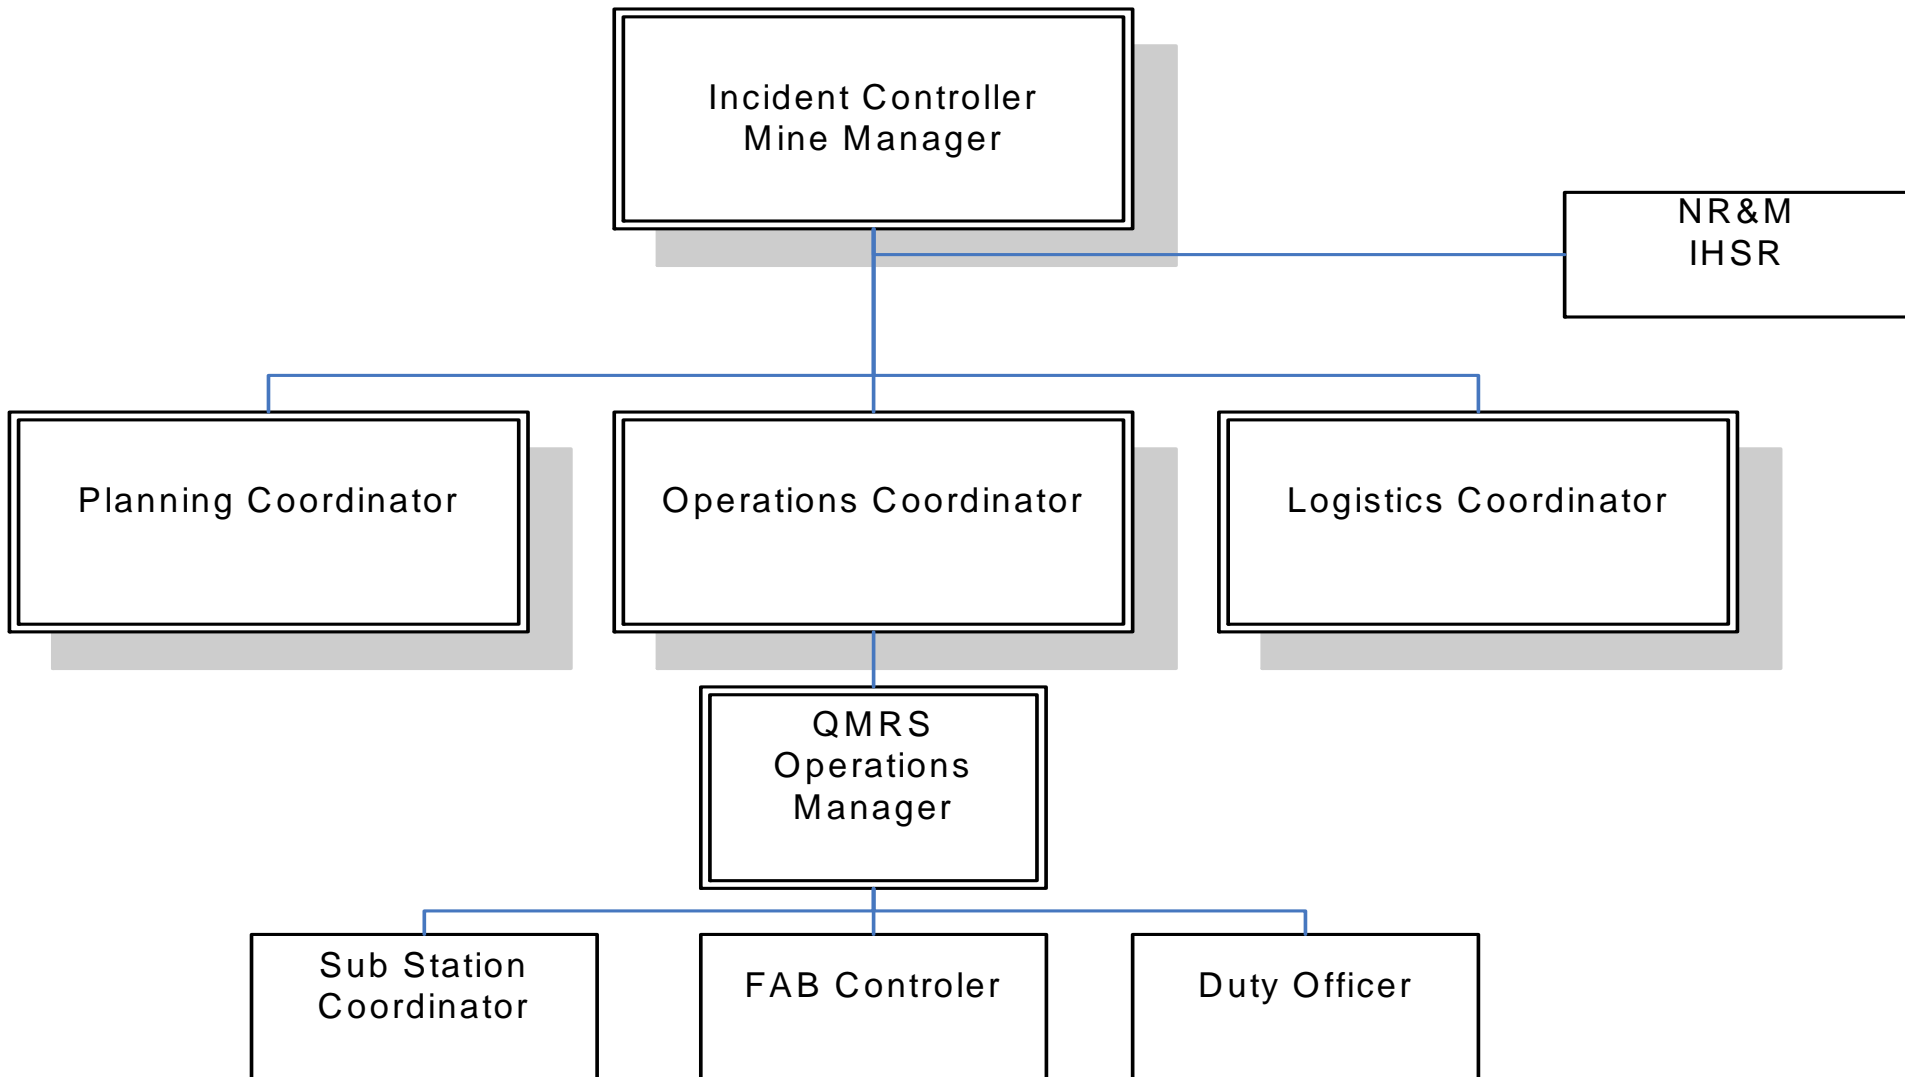 Incident Controller
Mine Manager
NR&M
IHSR
Planning Coordinator
Operations Coordinator
Logistics Coordinator
QMRS
Operations
Manager
Sub Station
Coordinator
FAB Controler
Duty Officer